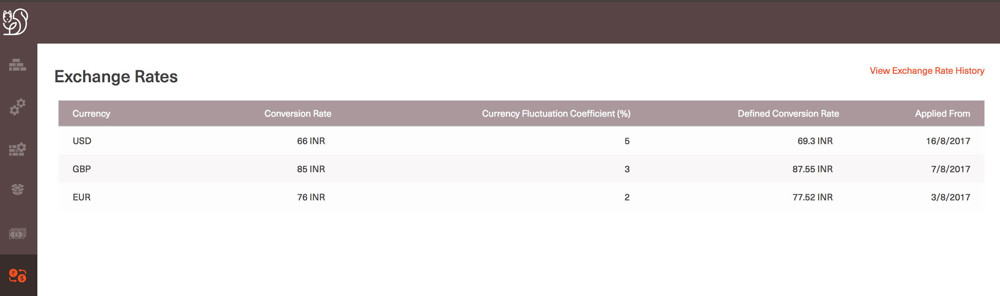 Exchange Rates
View Exchange Rate History
Currency Conversion Rate Currency Fluctuation Coefficient (%) Defined Conversion Rate Applied From
USD 66 INR 5 69.3 INR 16/8/2017
GBP 85 INR 3 87.55 INR 7/8/2017
EUR 76 INR 2 77.52 INR 3/8/2017
₹
$